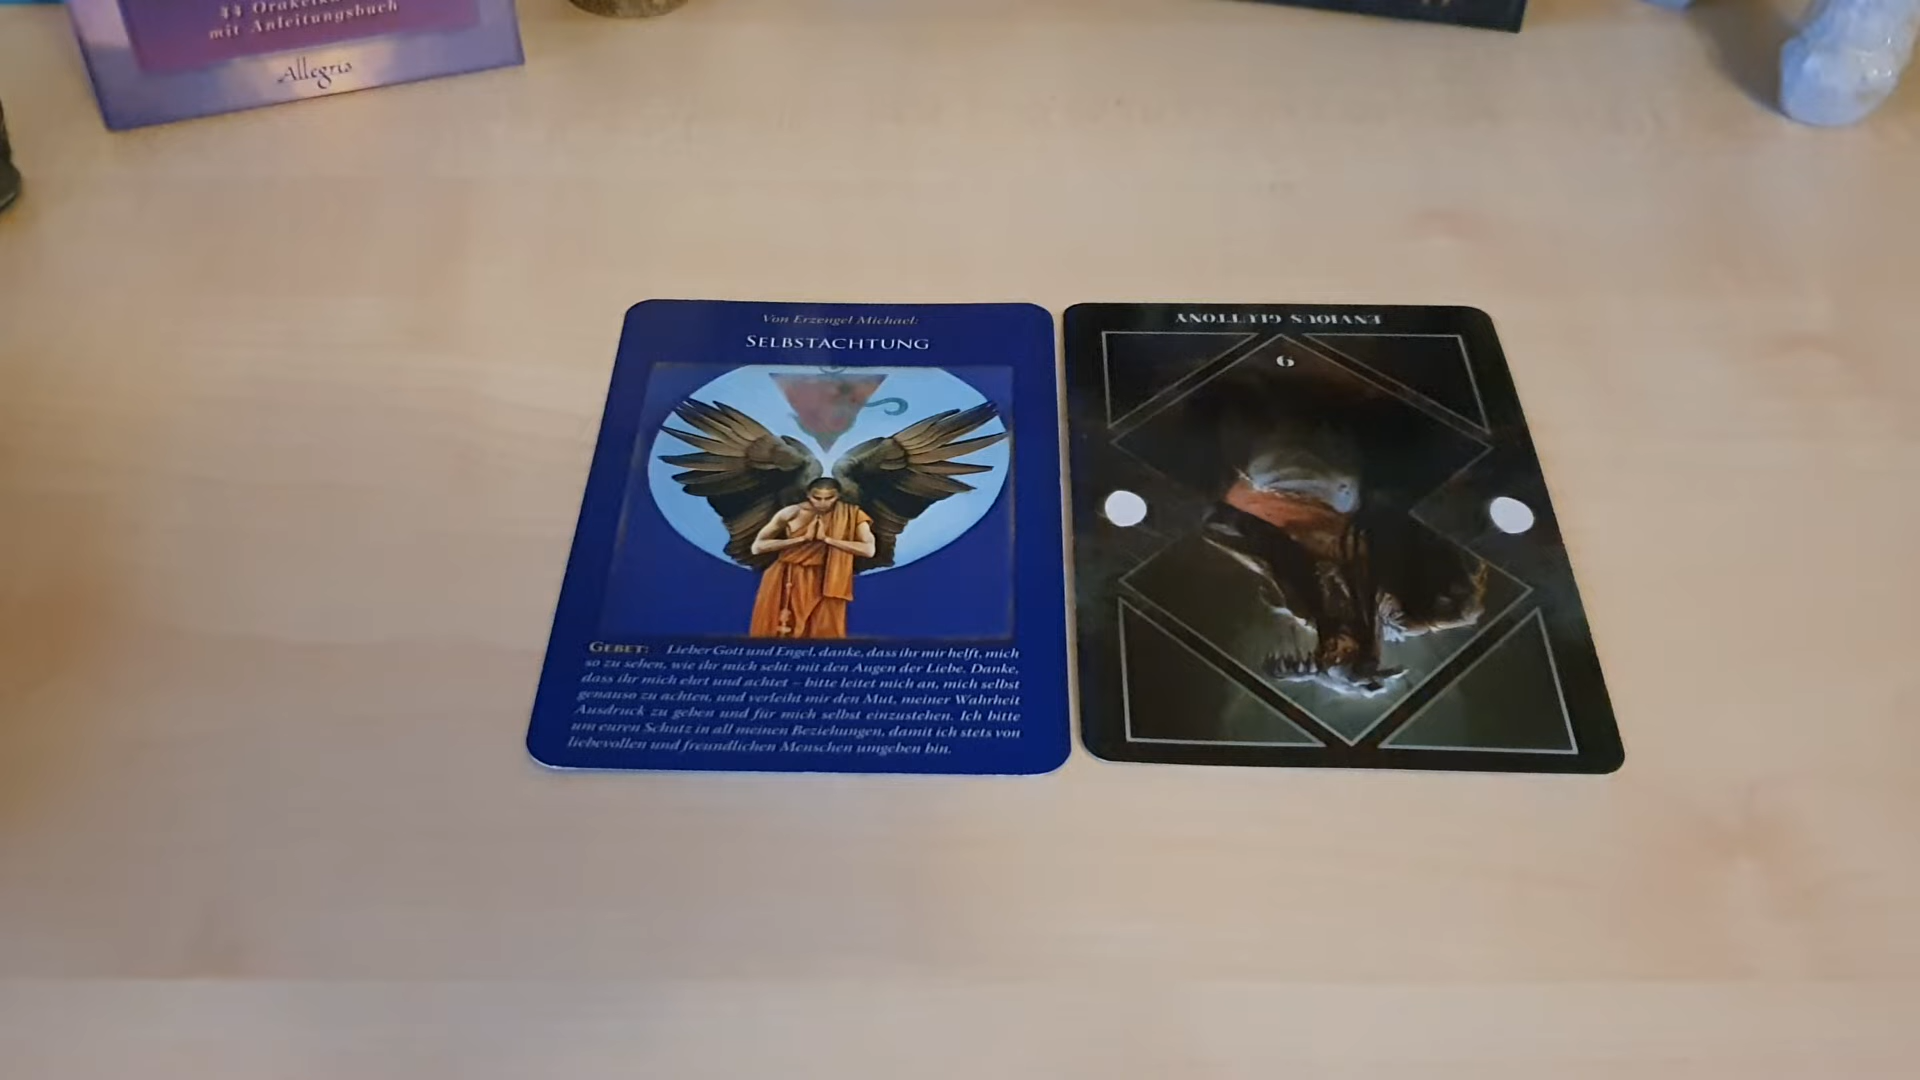 44 Orakelka
mit Anleitungsbuch
Allegria
Von Erzengel Michael:
SELBSTACHTUNG
GEBET: Lieber Gott und Engel, danke, dass ihr mir helft, mich
so zu sehen, wie ihr mich seht: mit den Augen der Liebe. Danke,
dass ihr mich ehrt und achtet – bitte leitet mich an, mich selbst
genauso zu achten, und verleiht mir den Mut, meiner Wahrheit
Ausdruck zu geben und für mich selbst einzustehen. Ich bitte
um euren Schutz in all meinen Beziehungen, damit ich stets von
liebevollen und freundlichen Menschen umgeben bin.
ENVIOUS GLUTTONY
9